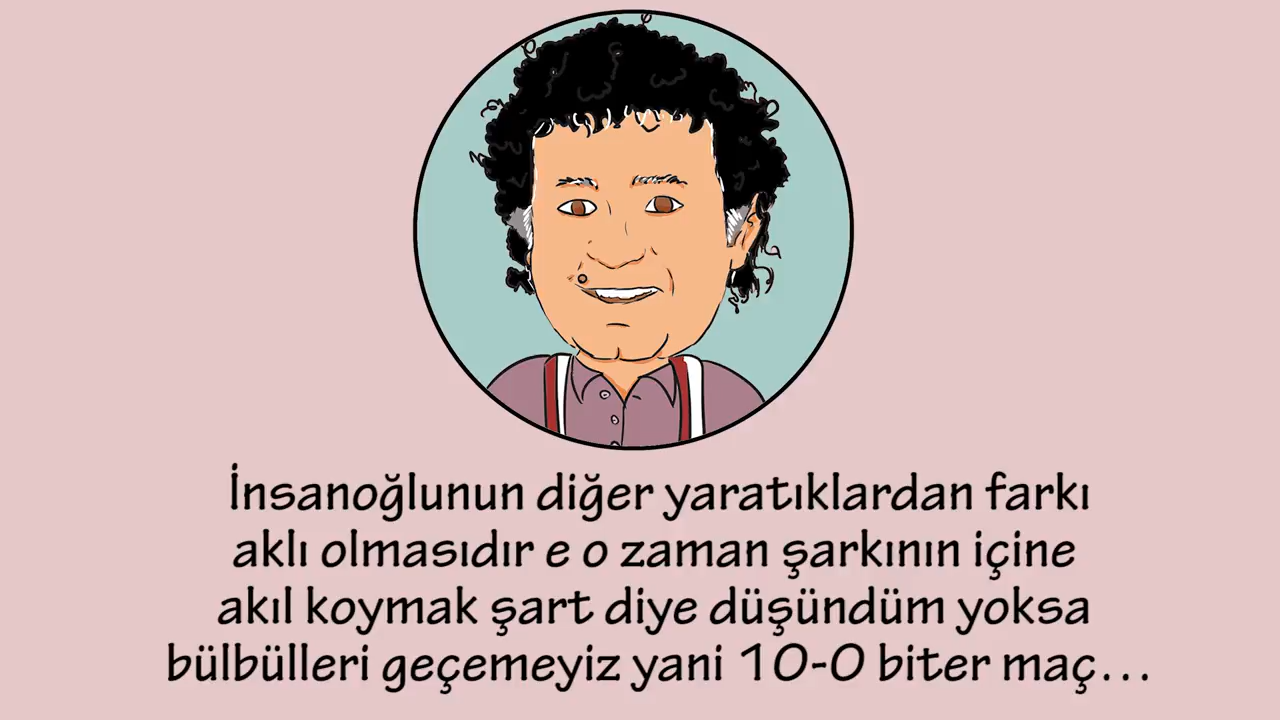 İnsanoğlunun diğer yaratıklardan farkı
aklı olmasıdır e o zaman şarkının içine
akıl koymak şart diye düşündüm yoksa
bülbülleri geçemeyiz yani 10-0 biter maç...